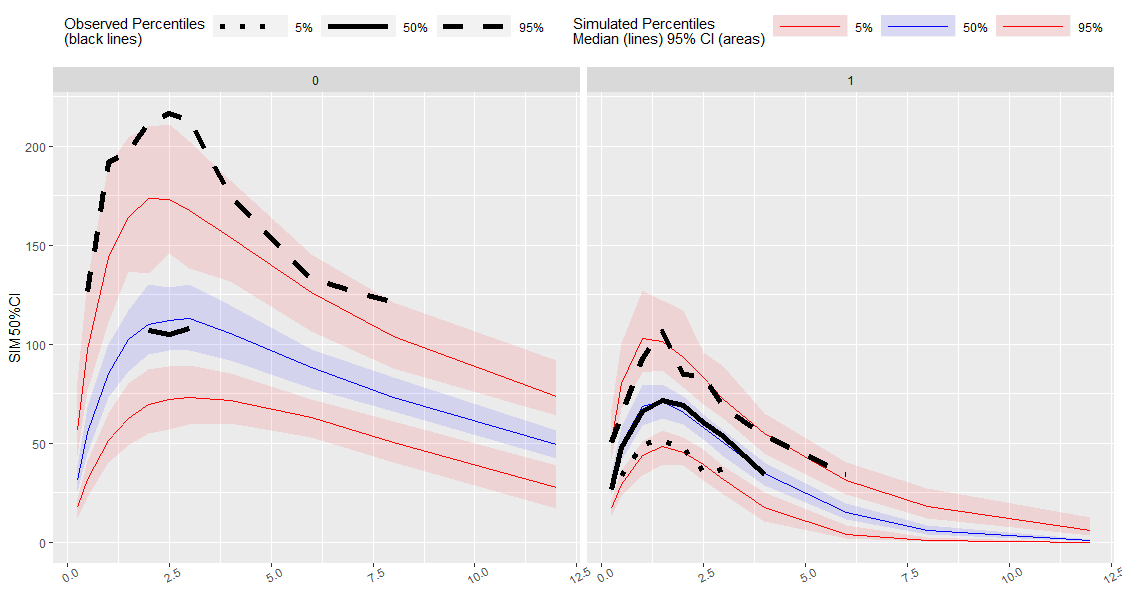 Observed Percentiles
(black lines)
5% 50% 95%
Simulated Percentiles
Median (lines) 95% CI (areas)
5% 50% 95%
0 1
SIM50%CI
200
150
100
50
0
0.0 2.5 5.0 7.5 10.0 12.5
0.0 2.5 5.0 7.5 10.0 12.5